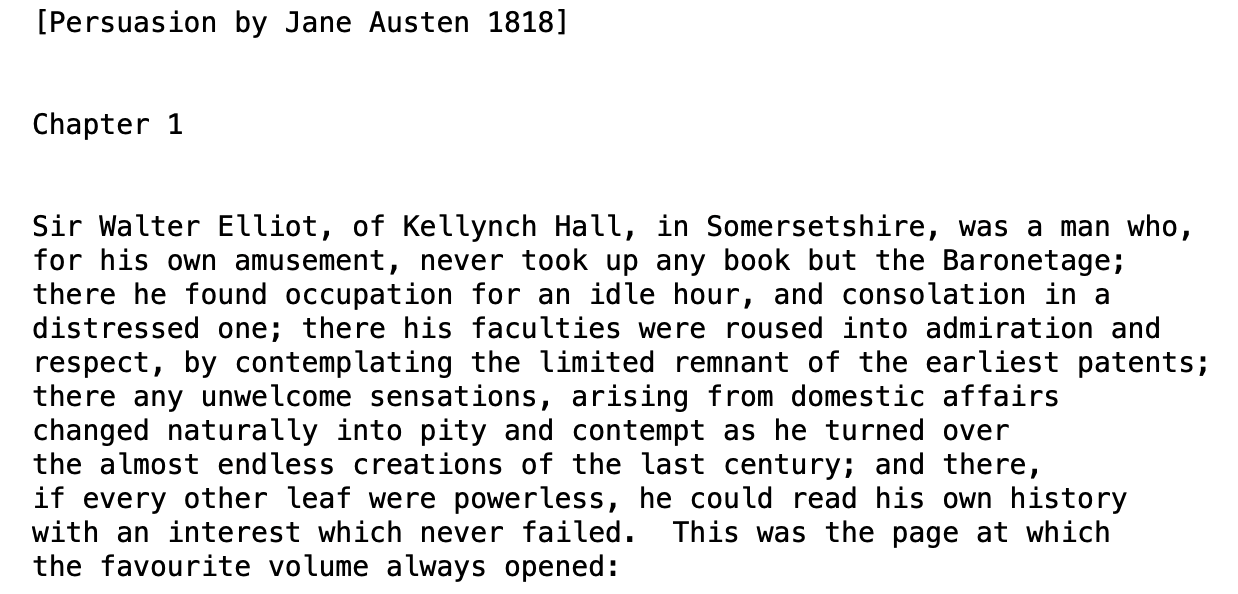 [Persuasion by Jane Austen 1818]
Chapter 1
Sir Walter Elliot, of Kellynch Hall, in Somersetshire, was a man who,
for his own amusement, never took up any book but the Baronetage;
there he found occupation for an idle hour, and consolation in a
distressed one; there his faculties were roused into admiration and
respect, by contemplating the limited remnant of the earliest patents;
there any unwelcome sensations, arising from domestic affairs
changed naturally into pity and contempt as he turned over
the almost endless creations of the last century; and there,
if every other leaf were powerless, he could read his own history
with an interest which never failed.  This was the page at which
the favourite volume always opened: